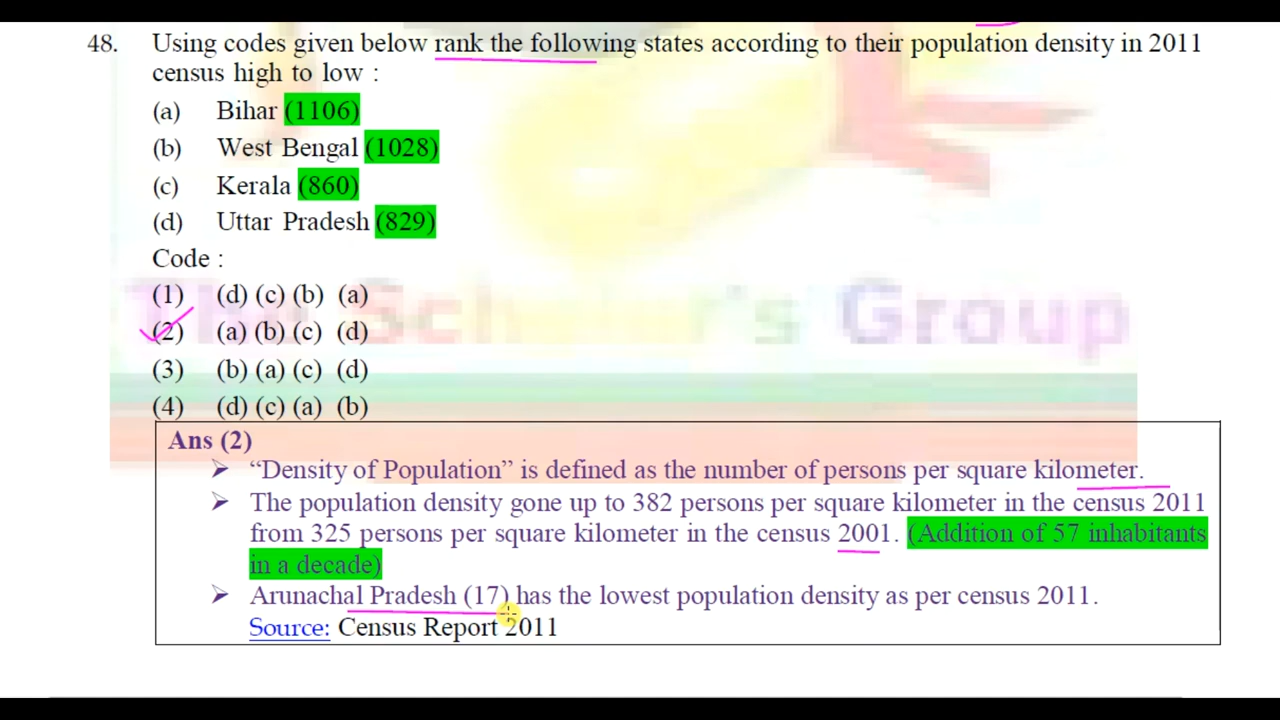 48. Using codes given below rank the following states according to their population density in 2011
census high to low :
(a) Bihar (1106)
(b) West Bengal (1028)
(c) Kerala (860)
(d) Uttar Pradesh (829)
Code :
(1) (d) (c) (b) (a)
(2) (a) (b) (c) (d)
The Scholar's Group
(3) (b) (a) (c) (d)
(4) (d) (c) (a) (b)
Ans (2)
➢ “Density of Population” is defined as the number of persons per square kilometer.
➢ The population density gone up to 382 persons per square kilometer in the census 2011
from 325 persons per square kilometer in the census 2001. (Addition of 57 inhabitants
in a decade)
➢ Arunachal Pradesh (17) has the lowest population density as per census 2011.
Source: Census Report 2011